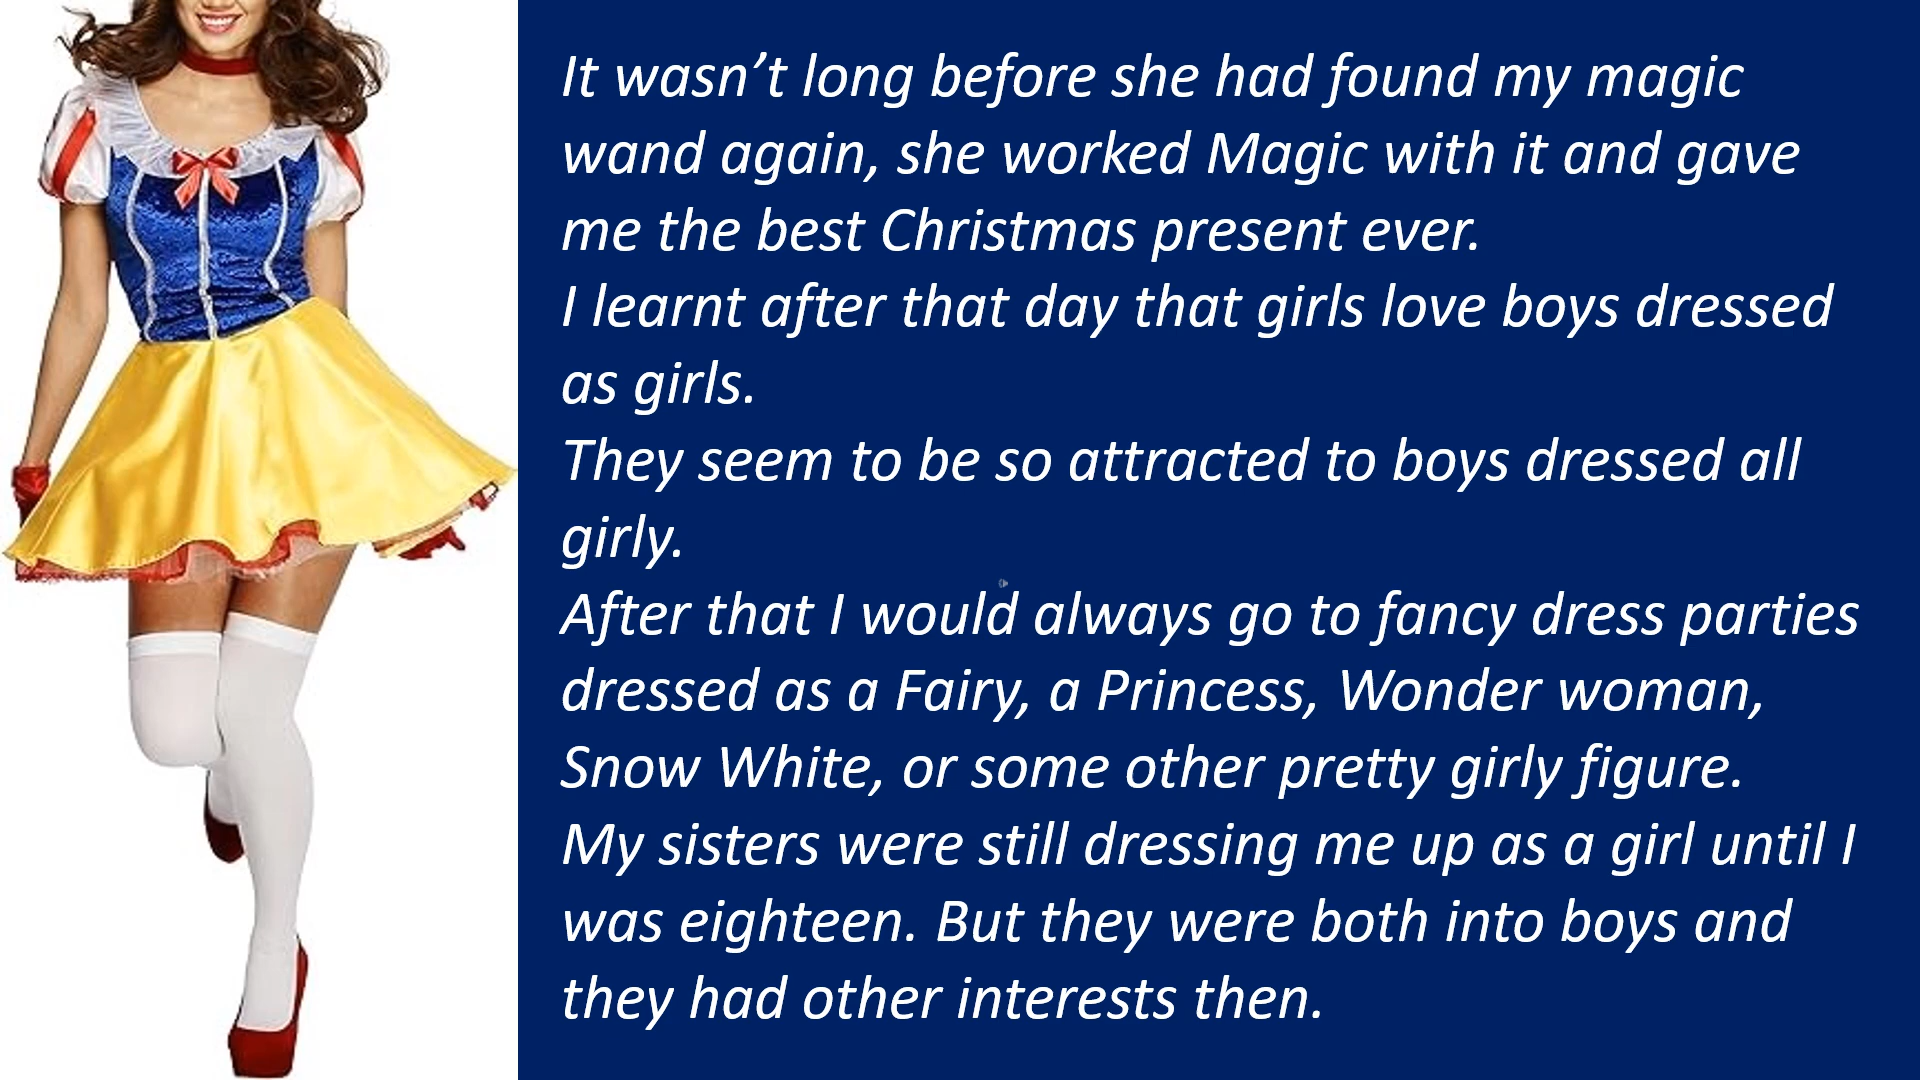 It wasn't long before she had found my magic
wand again, she worked Magic with it and gave
me the best Christmas present ever.
I learnt after that day that girls love boys dressed
as girls.
They seem to be so attracted to boys dressed all
girly.
After that I would always go to fancy dress parties
dressed as a Fairy, a Princess, Wonder woman,
Snow White, or some other pretty girly figure.
My sisters were still dressing me up as a girl until I
was eighteen. But they were both into boys and
they had other interests then.